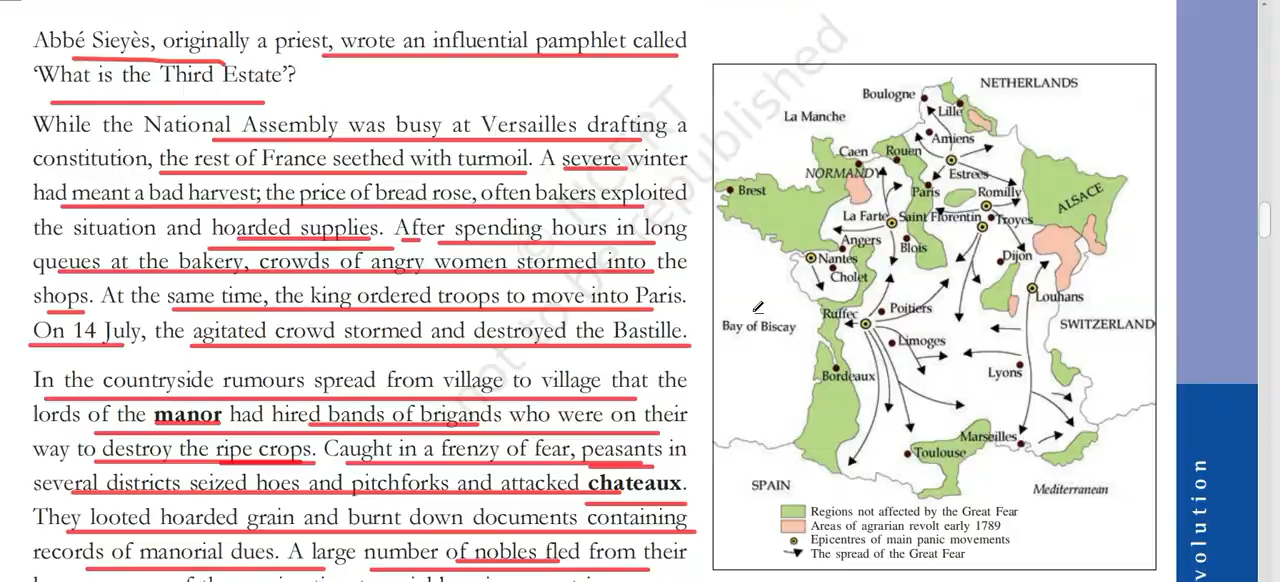 Abbé Sieyès, originally a priest, wrote an influential pamphlet called
‘What is the Third Estate’?
While the National Assembly was busy at Versailles drafting a
constitution, the rest of France seethed with turmoil. A severe winter
had meant a bad harvest; the price of bread rose, often bakers exploited
the situation and hoarded supplies. After spending hours in long
queues at the bakery, crowds of angry women stormed into the
shops. At the same time, the king ordered troops to move into Paris.
On 14 July, the agitated crowd stormed and destroyed the Bastille.
In the countryside rumours spread from village to village that the
lords of the manor had hired bands of brigands who were on their
way to destroy the ripe crops. Caught in a frenzy of fear, peasants in
several districts seized hoes and pitchforks and attacked chateaux.
They looted hoarded grain and burnt down documents containing
records of manorial dues. A large number of nobles fled from their
NETHERLANDS
Boulogne
Lille
La Manche
Amiens
Caen
Rouen
Estrees
NORMANDY
Romilly
Brest
Paris
ALSACE
La Farte
Saint Florentin
Troyes
Angers
Blois
Nantes
Dijon
Cholet
Louhans
Ruffec
Poitiers
Bay of Biscay
SWITZERLAND
Limoges
Lyons
Bordeaux
Marseilles
Toulouse
SPAIN
Mediterranean
Regions not affected by the Great Fear
Areas of agrarian revolt early 1789
Epicentres of main panic movements
The spread of the Great Fear
volution
© NCERT
not to be republished